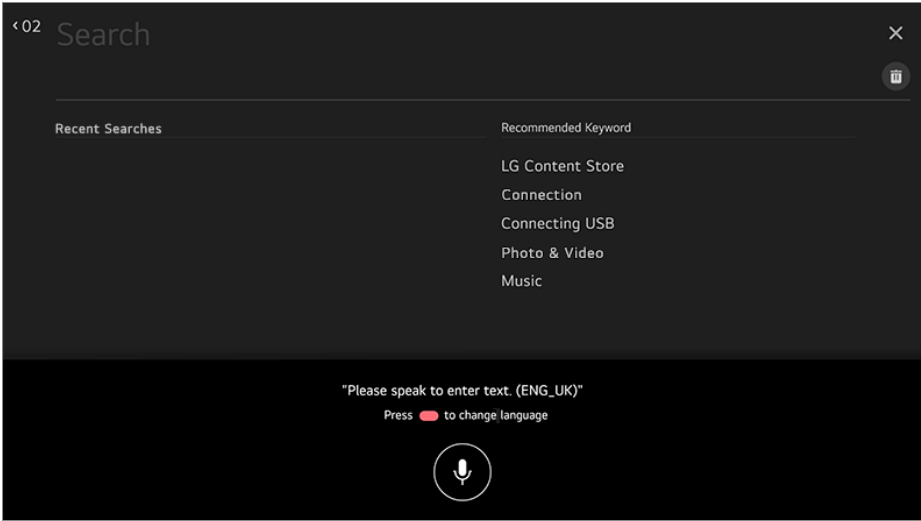 ‹ 02
Search
Recent Searches
Recommended Keyword
LG Content Store
Connection
Connecting USB
Photo & Video
Music
"Please speak to enter text. (ENG_UK)"
Press to change language